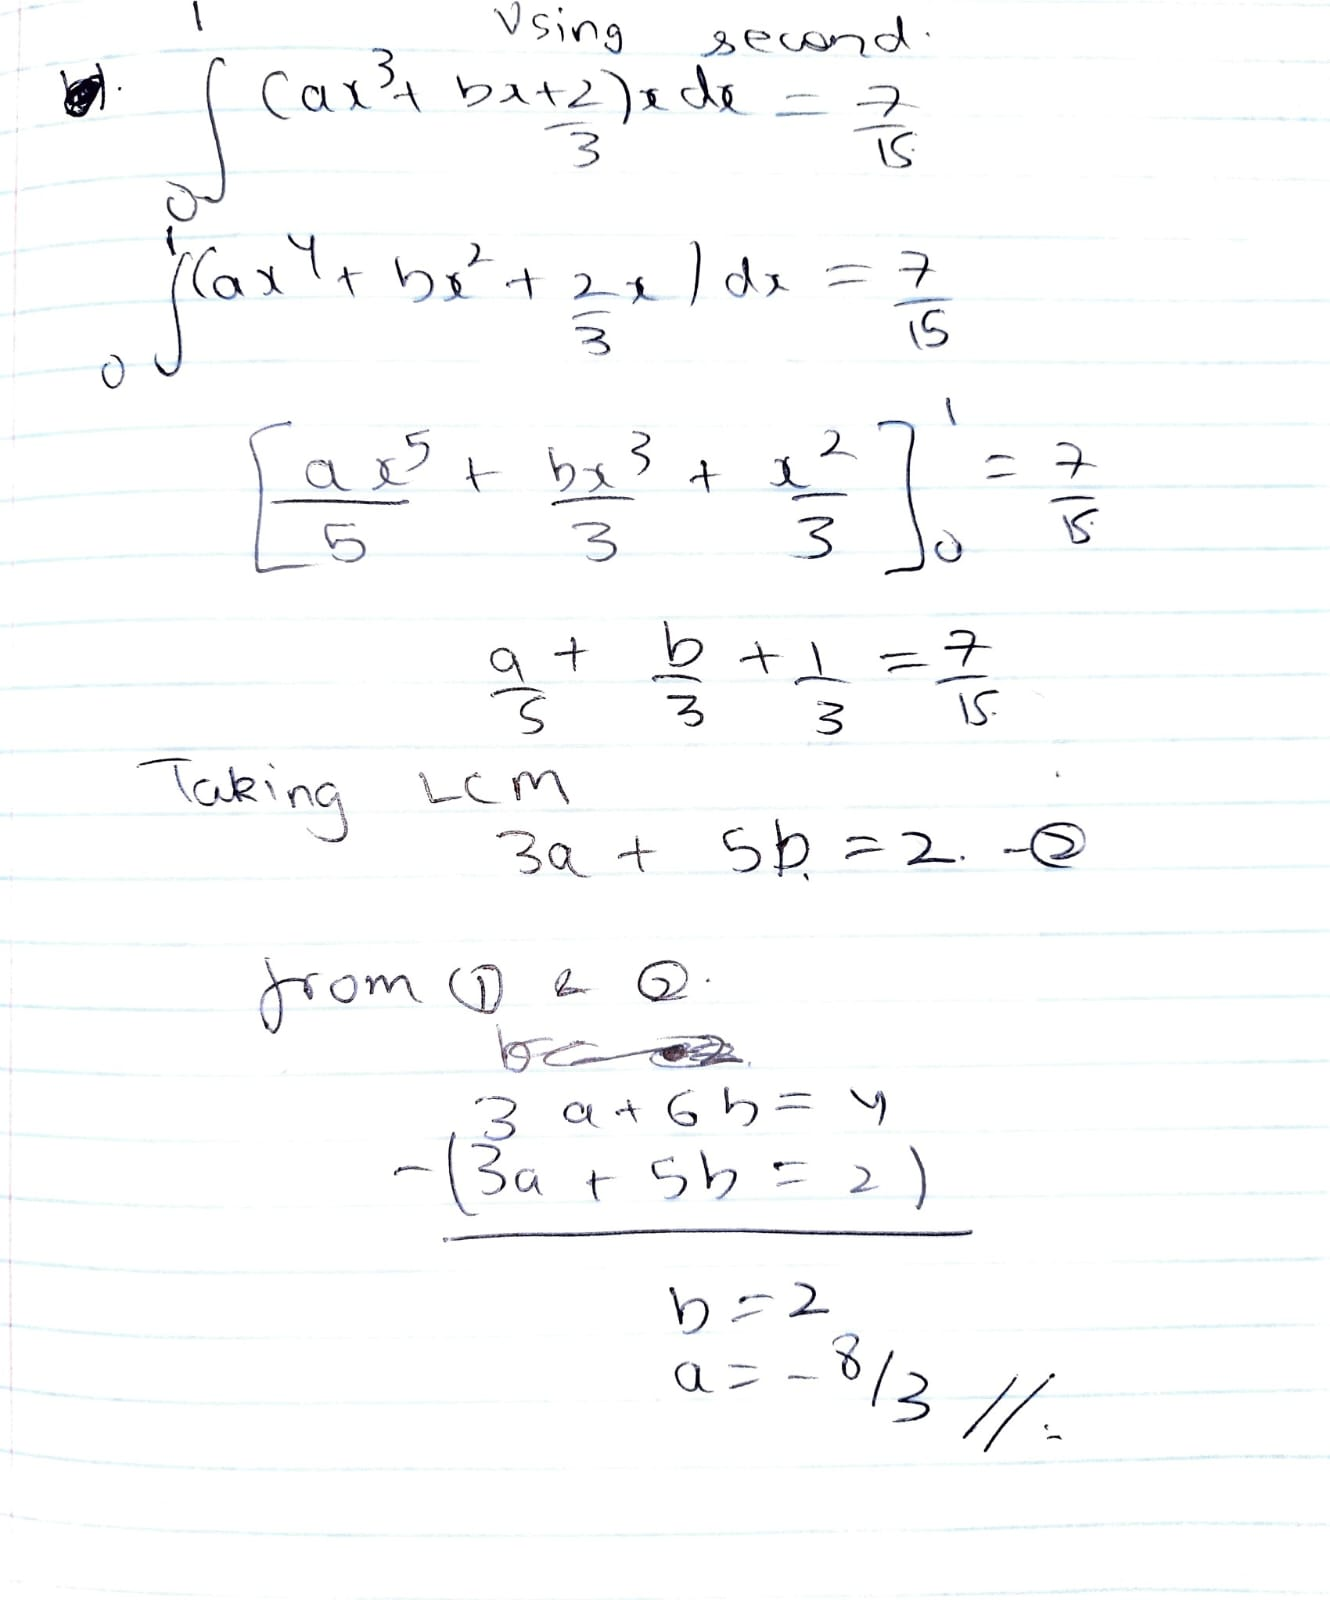 Using second.
∫₀¹ (ax³ + bx + 2/3) x dx = 7/15
∫₀¹ (ax⁴ + bx² + 2/3 x) dx = 7/15
[ax⁵/5 + bx³/3 + x²/3]₀¹ = 7/15
a/5 + b/3 + 1/3 = 7/15
Taking LCM
3a + 5b = 2. -②
from ① & ②.
3a + 6b = 4
-(3a + 5b = 2)
b = 2
a = -8/3 //